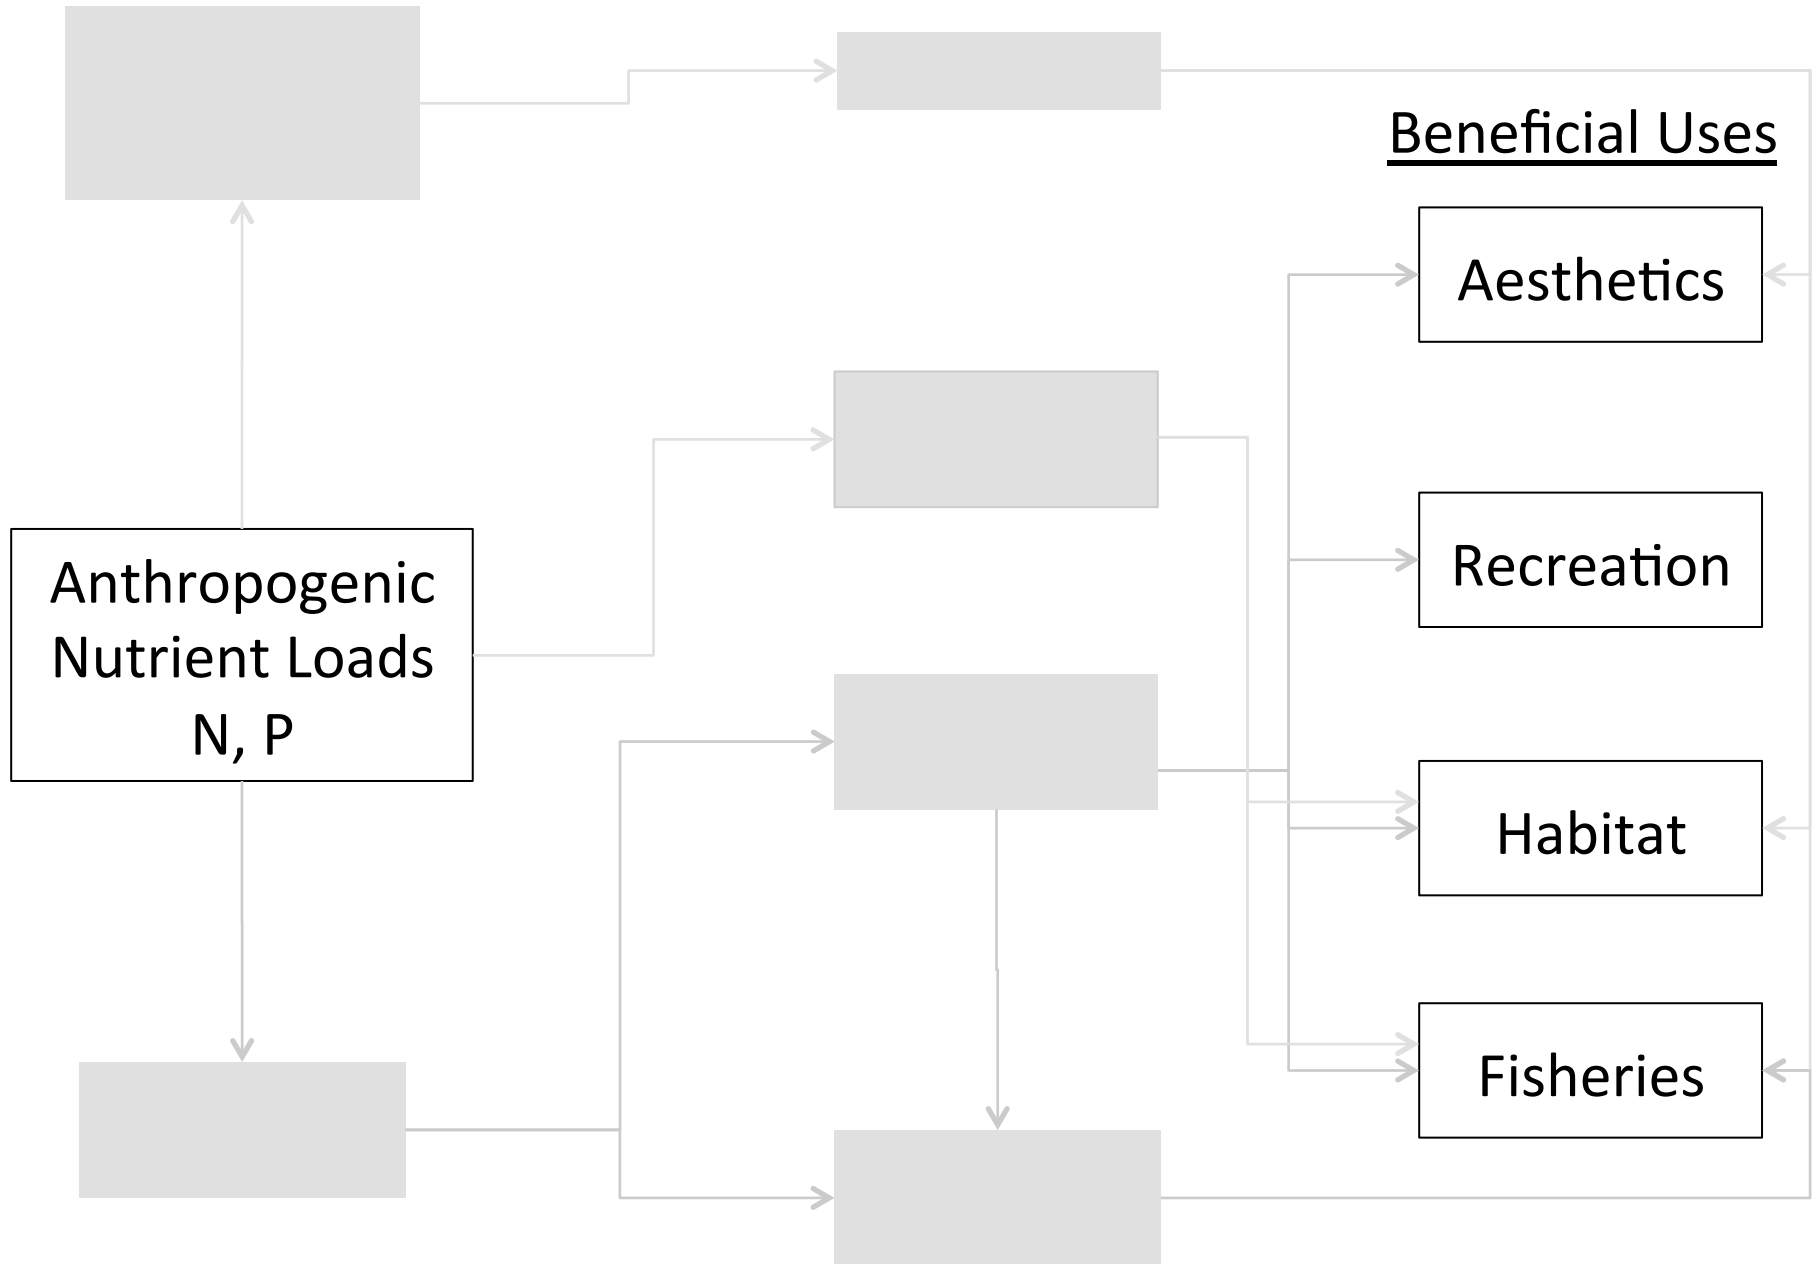 Beneficial Uses
Aesthetics
Recreation
Anthropogenic
Nutrient Loads
N, P
Habitat
Fisheries